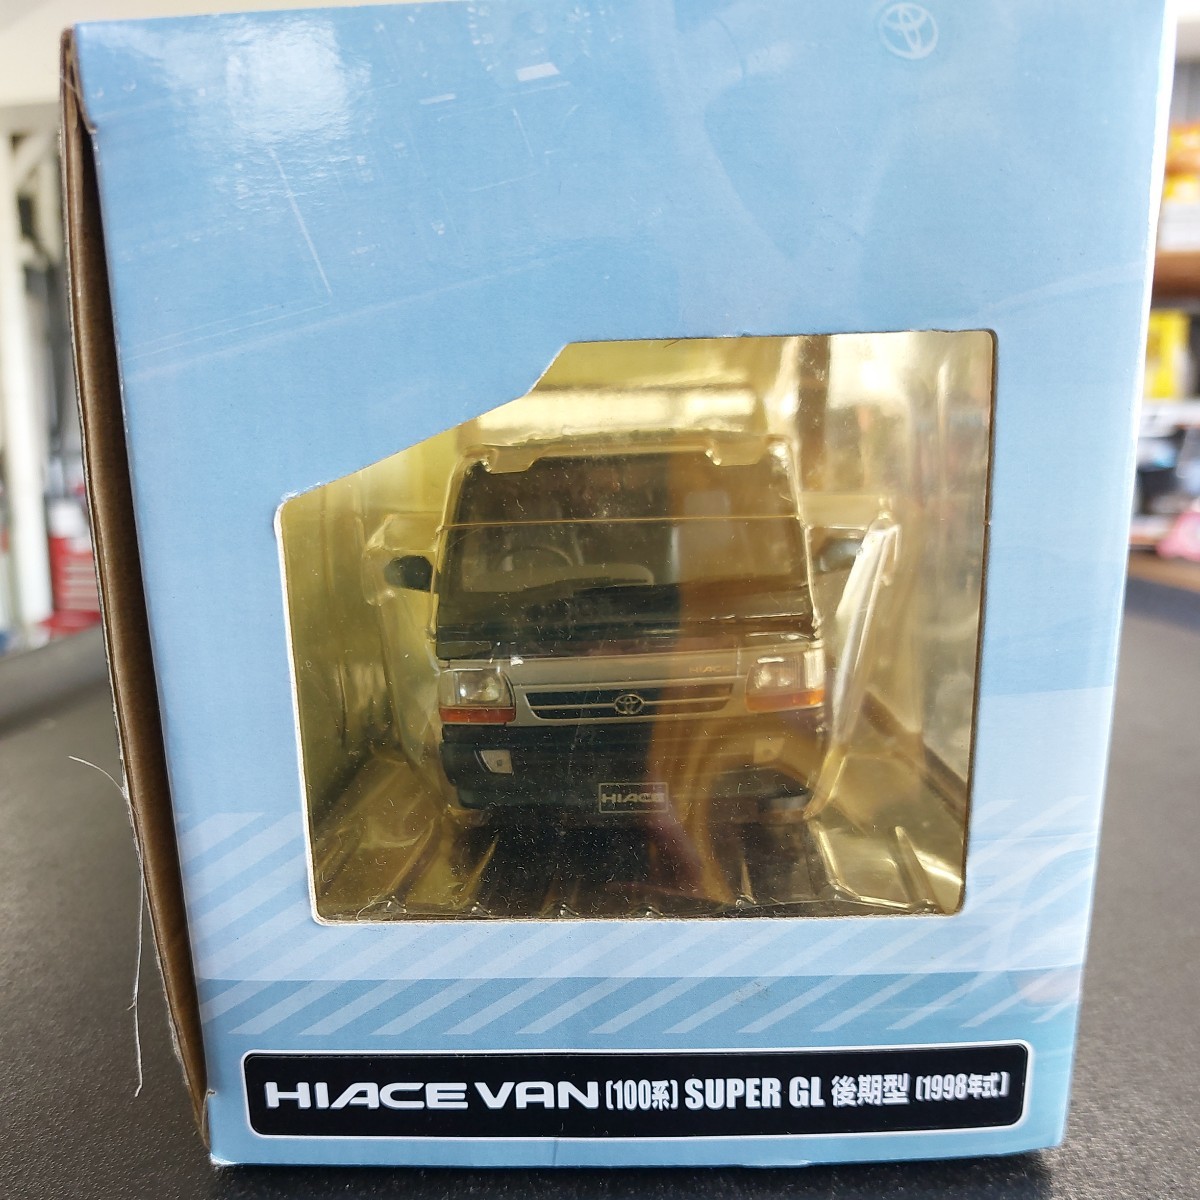 HIACE
HIACE
HIACE VAN [100系] SUPER GL 後期型 [1998年式]